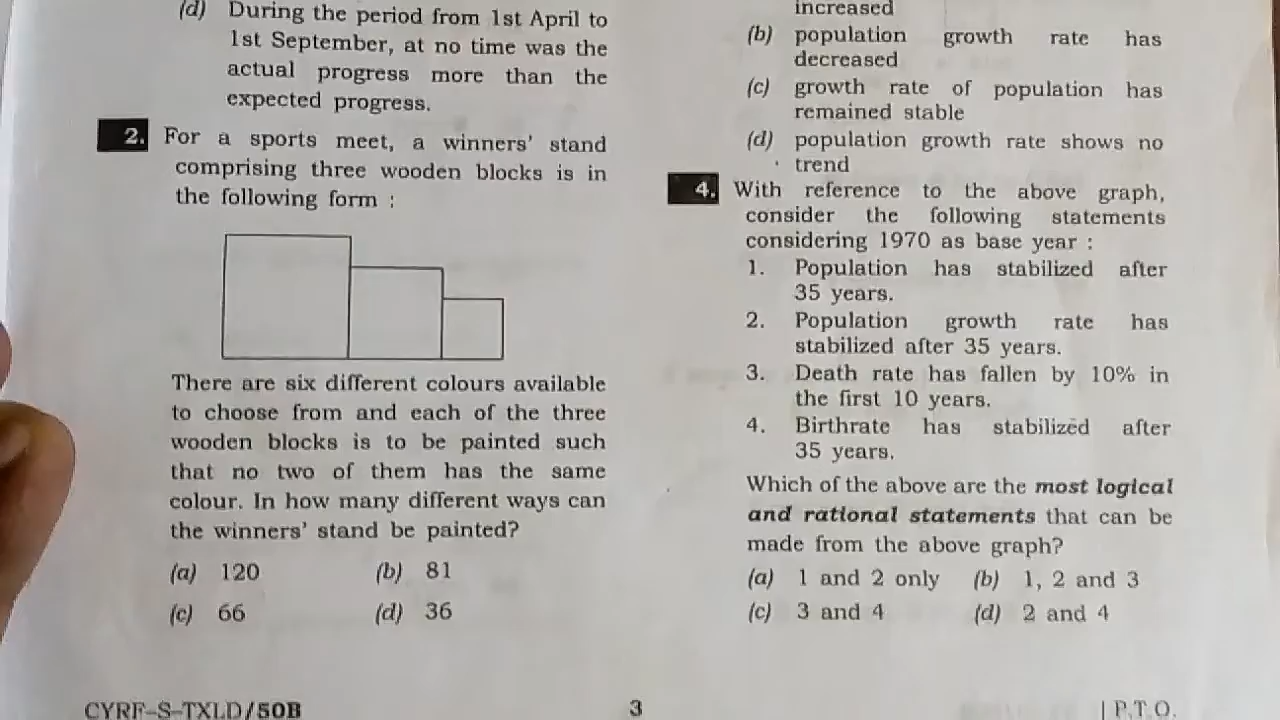 (d) During the period from 1st April to
1st September, at no time was the
actual progress more than the
expected progress.
2. For a sports meet, a winners' stand
comprising three wooden blocks is in
the following form :
There are six different colours available
to choose from and each of the three
wooden blocks is to be painted such
that no two of them has the same
colour. In how many different ways can
the winners' stand be painted?
(a) 120 (b) 81
(c) 66 (d) 36
increased
(b) population growth rate has
decreased
(c) growth rate of population has
remained stable
(d) population growth rate shows no
trend
4. With reference to the above graph,
consider the following statements
considering 1970 as base year :
1. Population has stabilized after
35 years.
2. Population growth rate has
stabilized after 35 years.
3. Death rate has fallen by 10% in
the first 10 years.
4. Birthrate has stabilized after
35 years.
Which of the above are the most logical
and rational statements that can be
made from the above graph?
(a) 1 and 2 only (b) 1, 2 and 3
(c) 3 and 4 (d) 2 and 4
CYRF-S-TXLD/50B
3
| P.T.O.